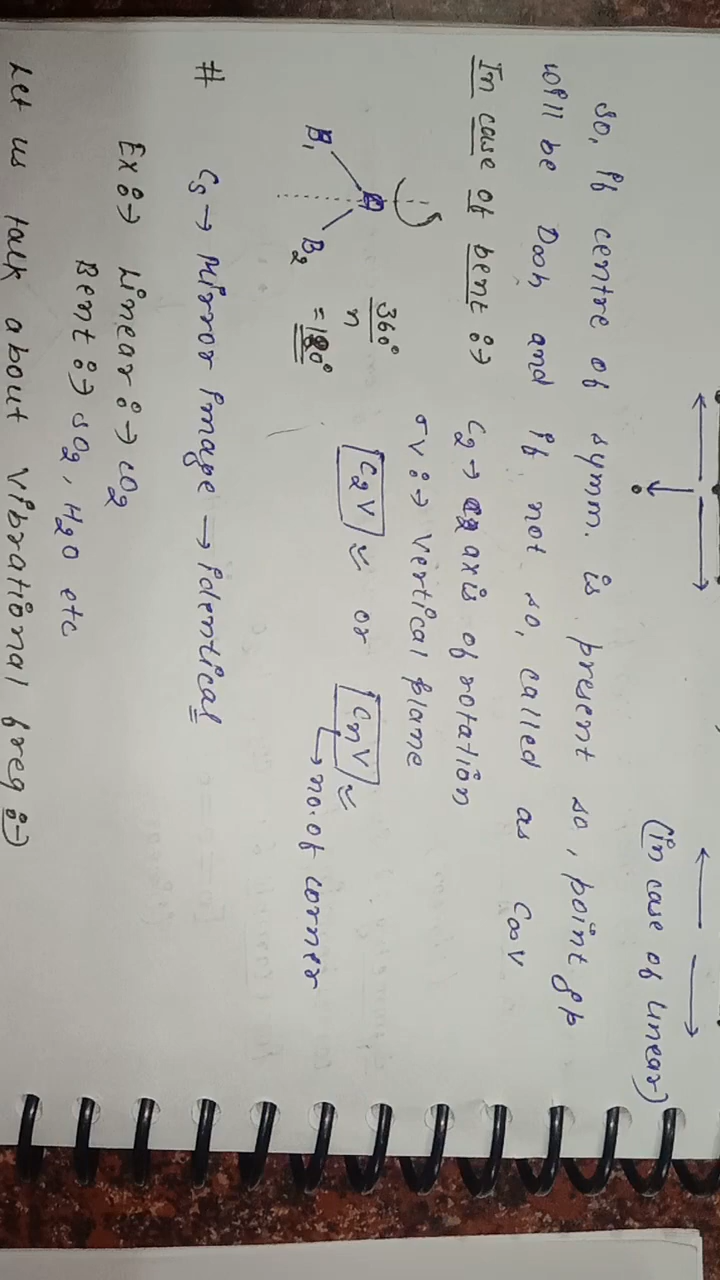 (in case of linear)
so, if centre of symm. is present so, point gp
will be D∞h and if not so, called as C∞v
In case of bent :→ C2 → axis of rotation
σv :→ vertical plane
360°
n
= 180°
B1
B2
C2V or CnV
→ no. of corner
# Cs → Mirror image → identical
Ex :→ Linear :→ CO2
Bent :→ SO2, H2O etc
Let us talk about vibrational freq :→